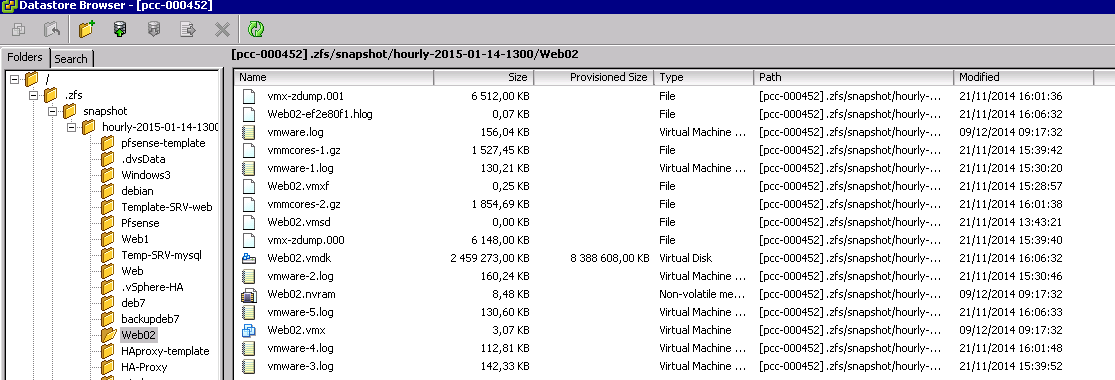 Datastore Browser - [pcc-000452]
[pcc-000452] .zfs/snapshot/hourly-2015-01-14-1300/Web02
Folders Search
/
.zfs
snapshot
hourly-2015-01-14-1300
pfsense-template
.dvsData
Windows3
debian
Template-SRV-web
Pfsense
Web1
Temp-SRV-mysql
Web
.vSphere-HA
deb7
backupdeb7
Web02
HAproxy-template
HA-Proxy
Name Size Provisioned Size Type Path Modified
vmx-zdump.001 6 512,00 KB File [pcc-000452] .zfs/snapshot/hourly-... 21/11/2014 16:01:36
Web02-ef2e80f1.hlog 0,07 KB File [pcc-000452] .zfs/snapshot/hourly-... 21/11/2014 16:06:32
vmware.log 156,04 KB Virtual Machine ... [pcc-000452] .zfs/snapshot/hourly-... 09/12/2014 09:17:32
vmmcores-1.gz 1 527,45 KB File [pcc-000452] .zfs/snapshot/hourly-... 21/11/2014 15:39:42
vmware-1.log 130,21 KB Virtual Machine ... [pcc-000452] .zfs/snapshot/hourly-... 21/11/2014 15:30:20
Web02.vmxf 0,25 KB File [pcc-000452] .zfs/snapshot/hourly-... 21/11/2014 15:28:57
vmmcores-2.gz 1 854,69 KB File [pcc-000452] .zfs/snapshot/hourly-... 21/11/2014 16:01:38
Web02.vmsd 0,00 KB File [pcc-000452] .zfs/snapshot/hourly-... 21/11/2014 13:43:21
vmx-zdump.000 6 148,00 KB File [pcc-000452] .zfs/snapshot/hourly-... 21/11/2014 15:39:40
Web02.vmdk 2 459 273,00 KB 8 388 608,00 KB Virtual Disk [pcc-000452] .zfs/snapshot/hourly-... 21/11/2014 16:06:32
vmware-2.log 160,24 KB Virtual Machine ... [pcc-000452] .zfs/snapshot/hourly-... 21/11/2014 15:30:46
Web02.nvram 8,48 KB Non-volatile me... [pcc-000452] .zfs/snapshot/hourly-... 09/12/2014 09:17:32
vmware-5.log 130,60 KB Virtual Machine ... [pcc-000452] .zfs/snapshot/hourly-... 21/11/2014 16:06:33
Web02.vmx 3,07 KB Virtual Machine [pcc-000452] .zfs/snapshot/hourly-... 09/12/2014 09:17:32
vmware-4.log 112,81 KB Virtual Machine ... [pcc-000452] .zfs/snapshot/hourly-... 21/11/2014 16:01:48
vmware-3.log 142,33 KB Virtual Machine ... [pcc-000452] .zfs/snapshot/hourly-... 21/11/2014 15:39:52